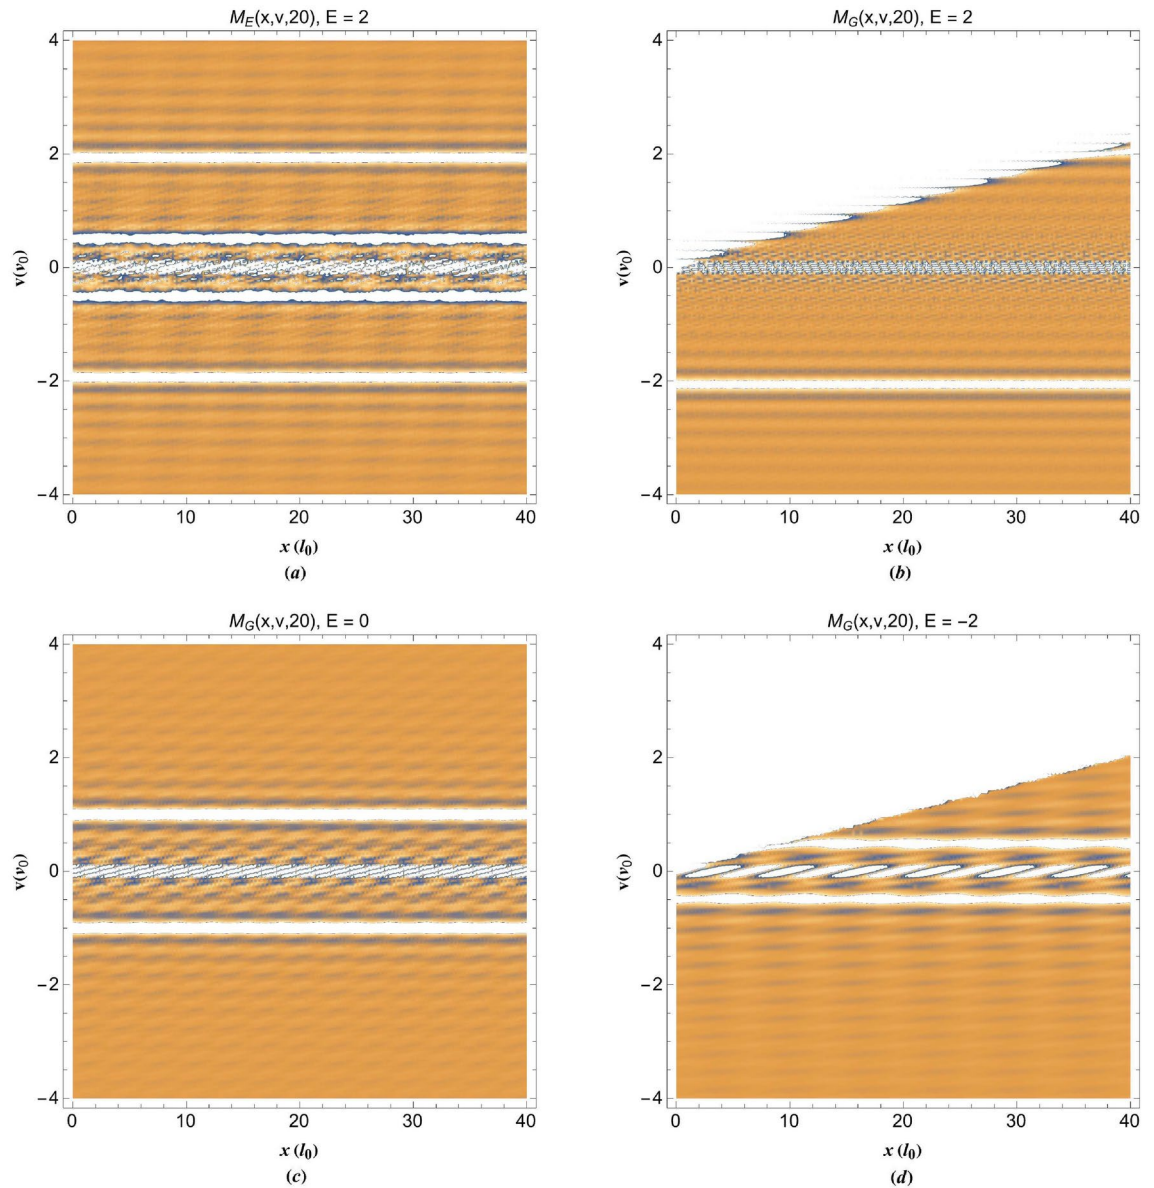 M_E(x,v,20), E = 2
4
2
0
−2
−4
v(v_0)
0 10 20 30 40
x (l_0)
(a)
M_G(x,v,20), E = 2
4
2
0
−2
−4
v(v_0)
0 10 20 30 40
x (l_0)
(b)
M_G(x,v,20), E = 0
4
2
0
−2
−4
v(v_0)
0 10 20 30 40
x (l_0)
(c)
M_G(x,v,20), E = −2
4
2
0
−2
−4
v(v_0)
0 10 20 30 40
x (l_0)
(d)